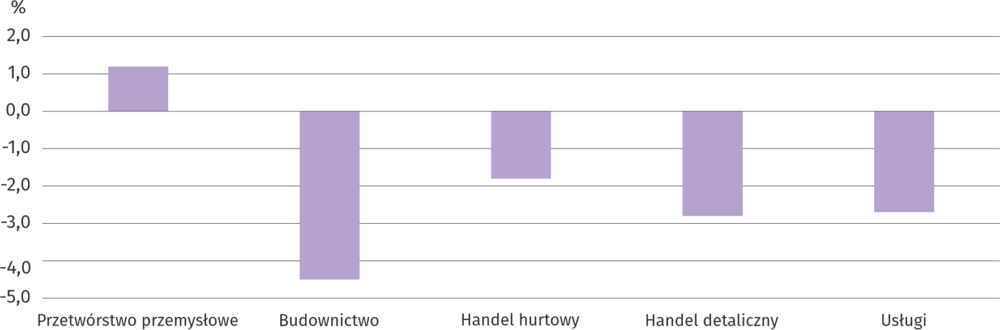 %
2,0
1,0
0,0
-1,0
-2,0
-3,0
-4,0
-5,0
Przetwórstwo przemysłowe
Budownictwo
Handel hurtowy
Handel detaliczny
Usługi